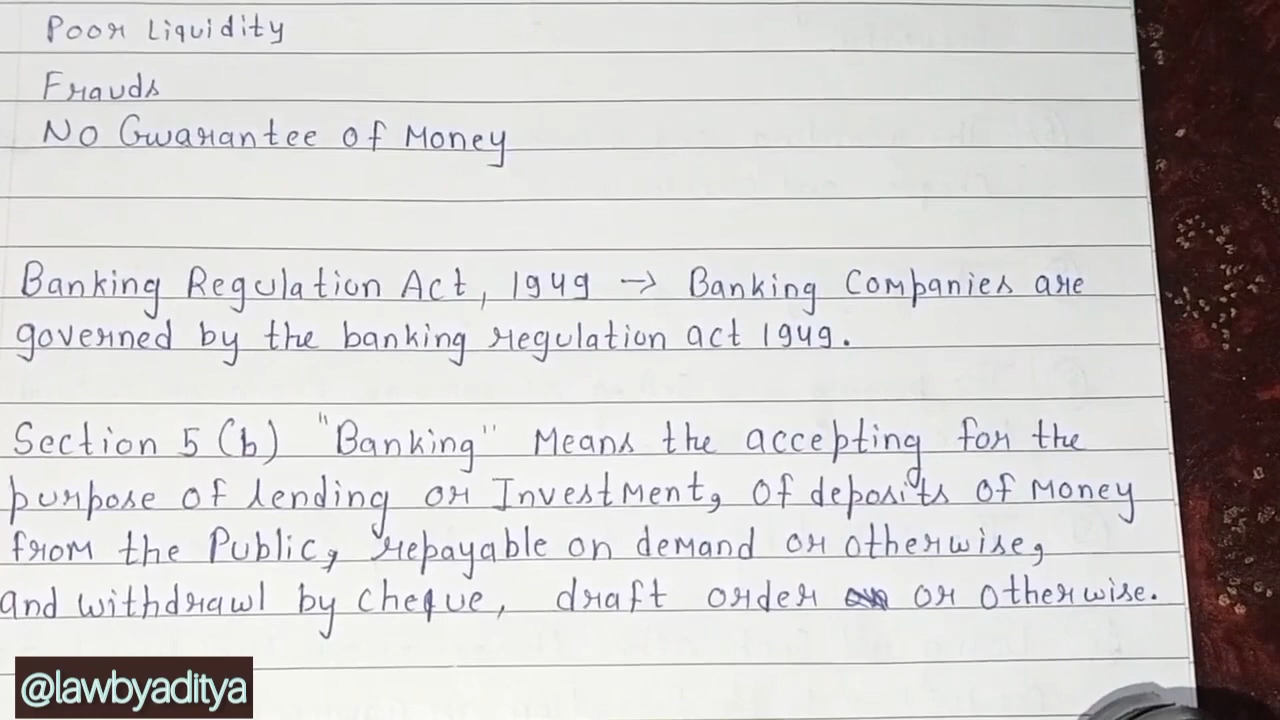 Poor Liquidity
Frauds
No Gwarantee of Money
Banking Regulation Act, 1949 → Banking Companies are
governed by the banking regulation act 1949.
Section 5 (b) "Banking" Means the accepting for the
purpose of lending or Investment, of deposits of Money
from the Public, repayable on demand or otherwise,
and withdrawl by cheque, draft order or otherwise.
@lawbyaditya